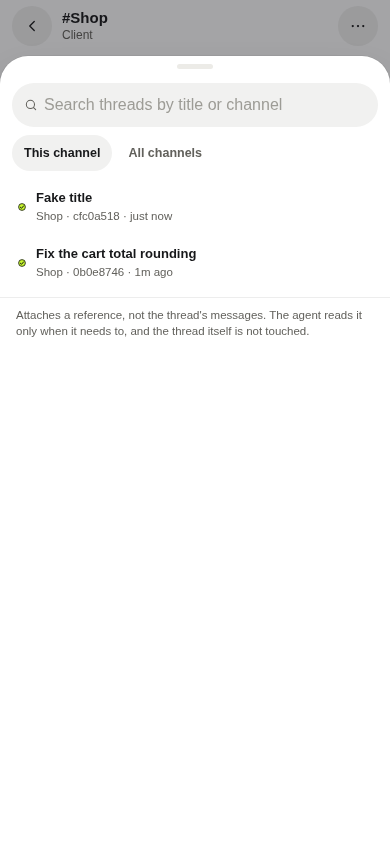 #Shop
Client
Search threads by title or channel
This channel
All channels
Fake title
Shop · cfc0a518 · just now
Fix the cart total rounding
Shop · 0b0e8746 · 1m ago
Attaches a reference, not the thread's messages. The agent reads it
only when it needs to, and the thread itself is not touched.